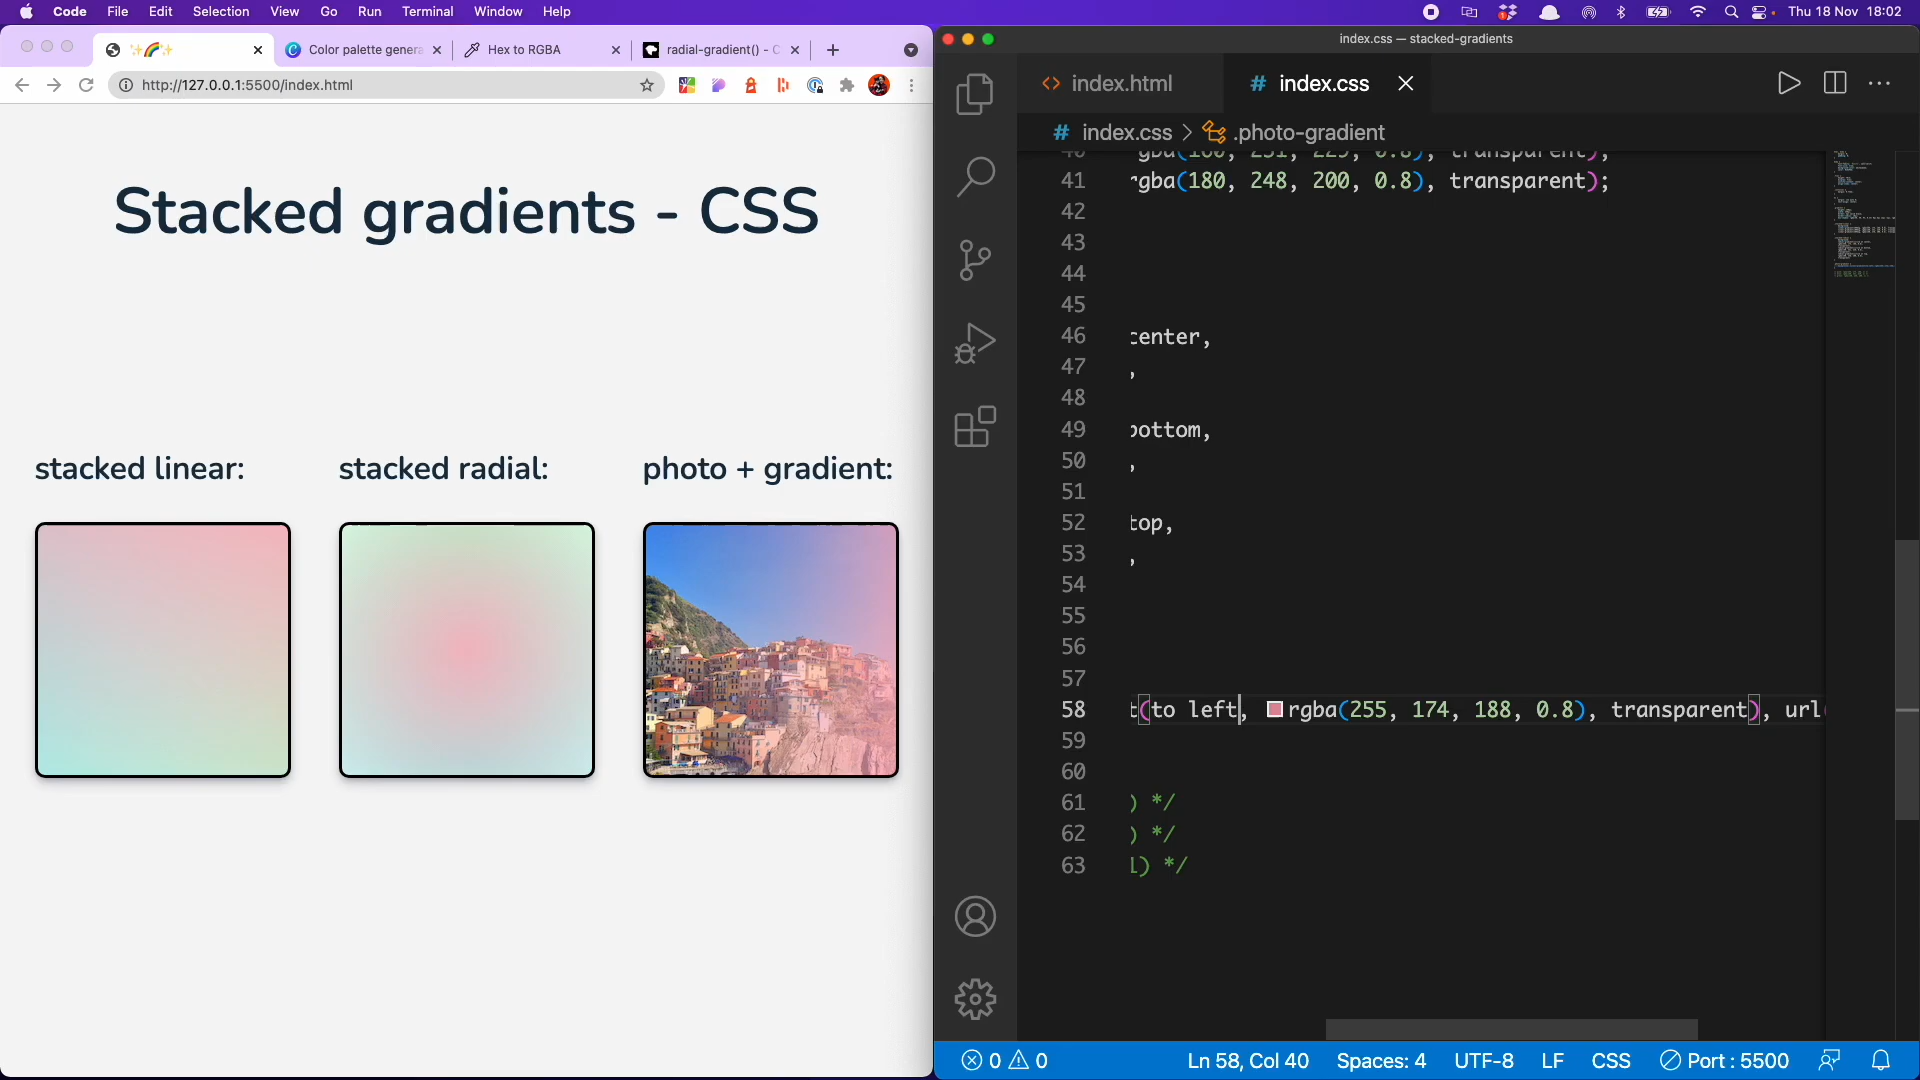 Code File Edit Selection View Go Run Terminal Window Help Thu 18 Nov 18:02
Color palette genera Hex to RGBA radial-gradient() - C
http://127.0.0.1:5500/index.html
Stacked gradients - CSS
stacked linear: stacked radial: photo + gradient:
index.css — stacked-gradients
index.html # index.css
# index.css > .photo-gradient
41 rgba(180, 248, 200, 0.8), transparent);
42
43
44
45
46 center,
47 ,
48
49 bottom,
50 ,
51
52 top,
53 ,
54
55
56
57
58 t(to left, rgba(255, 174, 188, 0.8), transparent), url
59
60
61 ) */
62 ) */
63 l) */
0 0 Ln 58, Col 40 Spaces: 4 UTF-8 LF CSS Port : 5500